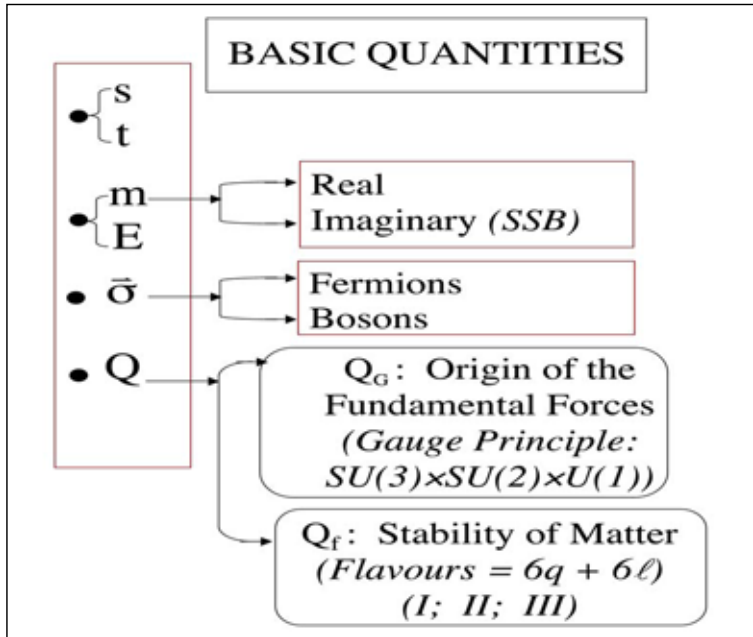 BASIC QUANTITIES
• s
t
• m
E
Real
Imaginary (SSB)
• σ⃗
Fermions
Bosons
• Q
Q_G: Origin of the
Fundamental Forces
(Gauge Principle:
SU(3)×SU(2)×U(1))
Q_f: Stability of Matter
(Flavours = 6q + 6ℓ)
(I; II; III)